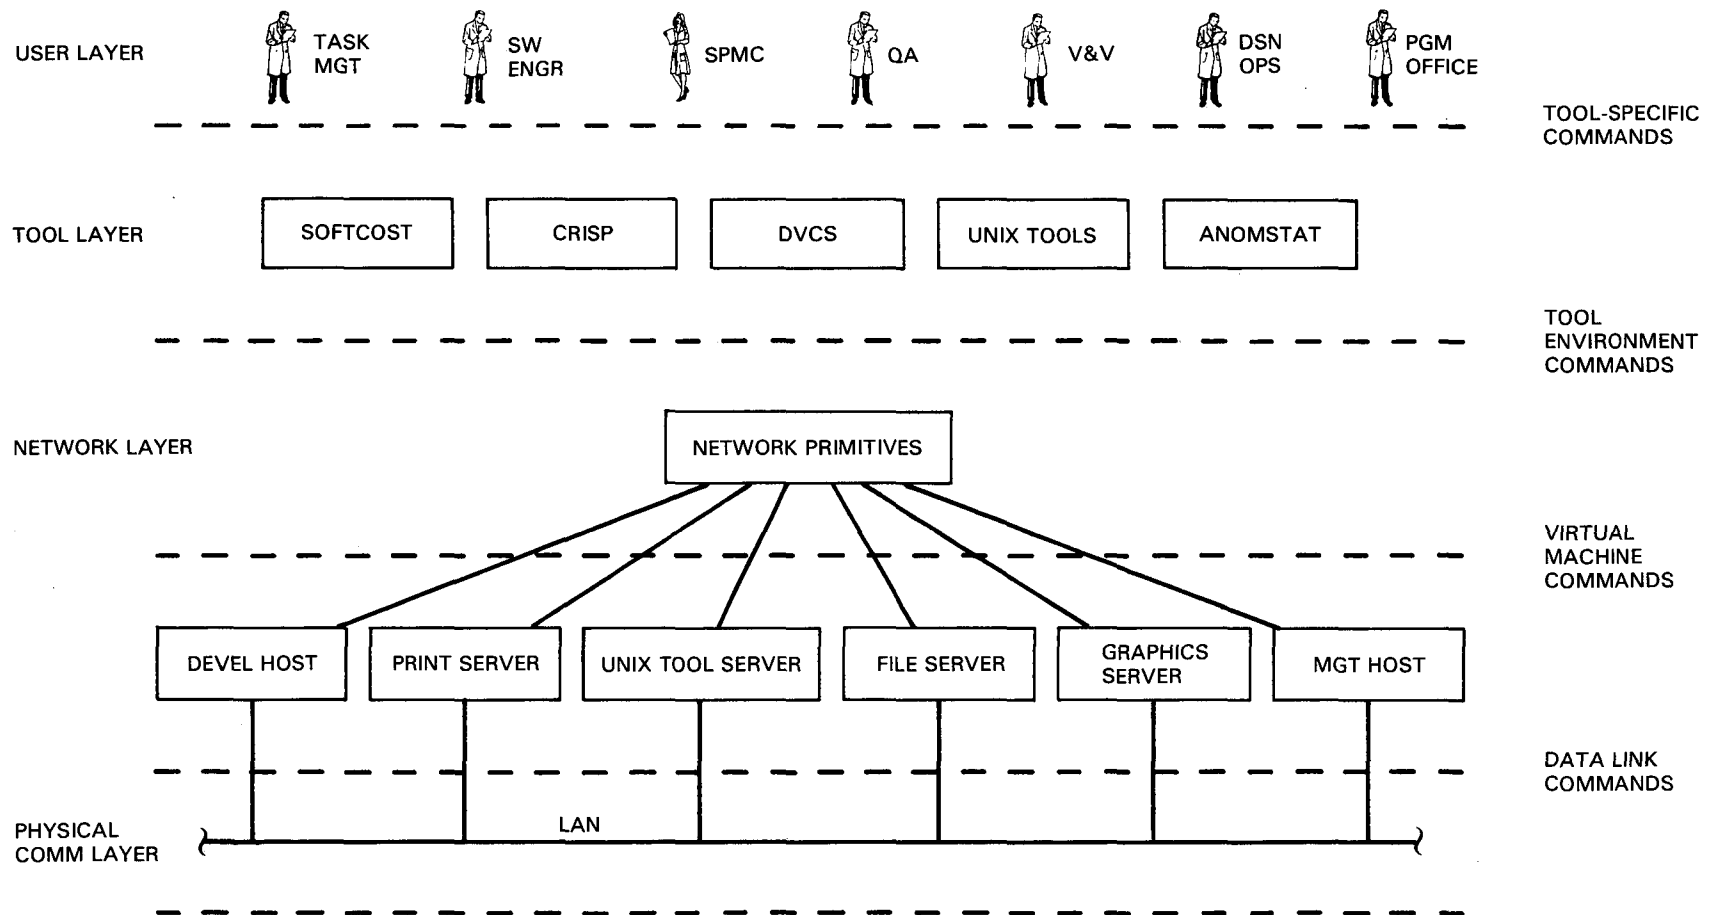 USER LAYER
TASK
MGT
SW
ENGR
SPMC
QA
V&V
DSN
OPS
PGM
OFFICE
TOOL-SPECIFIC
COMMANDS
TOOL LAYER
SOFTCOST
CRISP
DVCS
UNIX TOOLS
ANOMSTAT
TOOL
ENVIRONMENT
COMMANDS
NETWORK LAYER
NETWORK PRIMITIVES
VIRTUAL
MACHINE
COMMANDS
DEVEL HOST
PRINT SERVER
UNIX TOOL SERVER
FILE SERVER
GRAPHICS
SERVER
MGT HOST
DATA LINK
COMMANDS
PHYSICAL
COMM LAYER
LAN